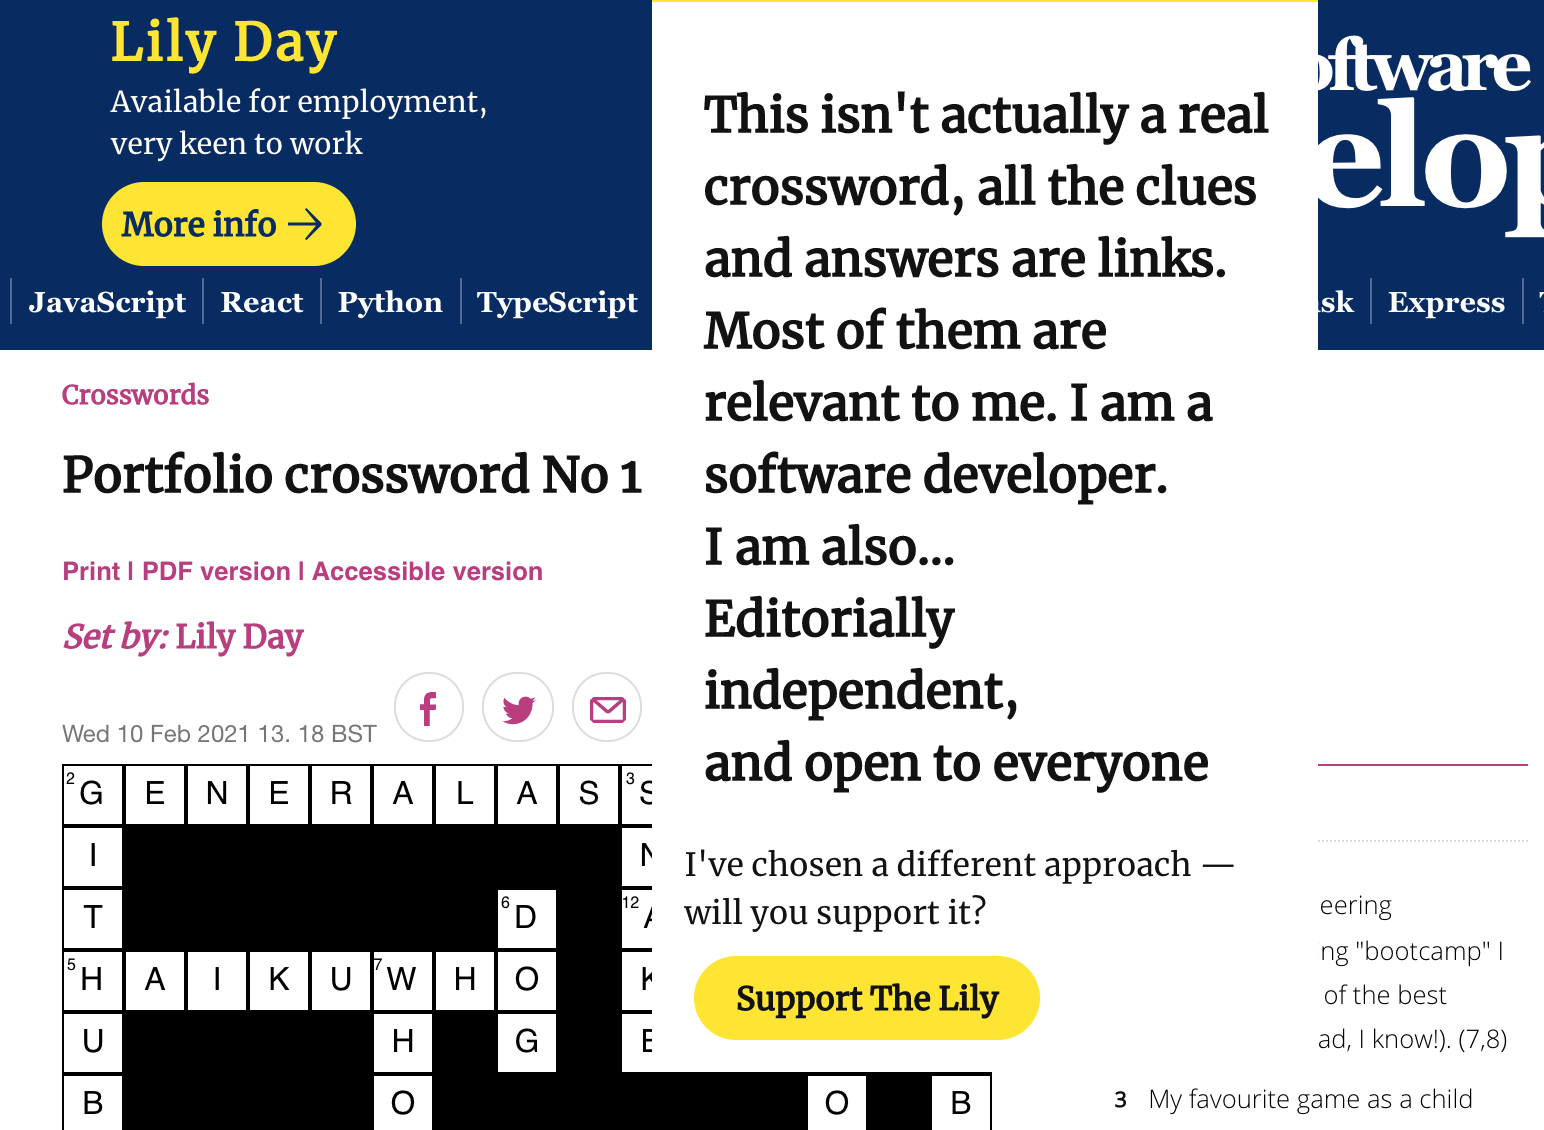 Lily Day
Available for employment,
very keen to work
More info →
JavaScript | React | Python | TypeScript
Express
Crosswords
Portfolio crossword No 1
Print | PDF version | Accessible version
Set by: Lily Day
Wed 10 Feb 2021 13. 18 BST
2 G E N E R A L A S 3 S
I N
T 6 D 12
5 H A I K U 7 W H O K
U H G E
B O O B
This isn't actually a real
crossword, all the clues
and answers are links.
Most of them are
relevant to me. I am a
software developer.
I am also...
Editorially
independent,
and open to everyone
I've chosen a different approach —
will you support it?
Support The Lily
oftware
elop
eering
ng "bootcamp" I
of the best
ad, I know!). (7,8)
3 My favourite game as a child